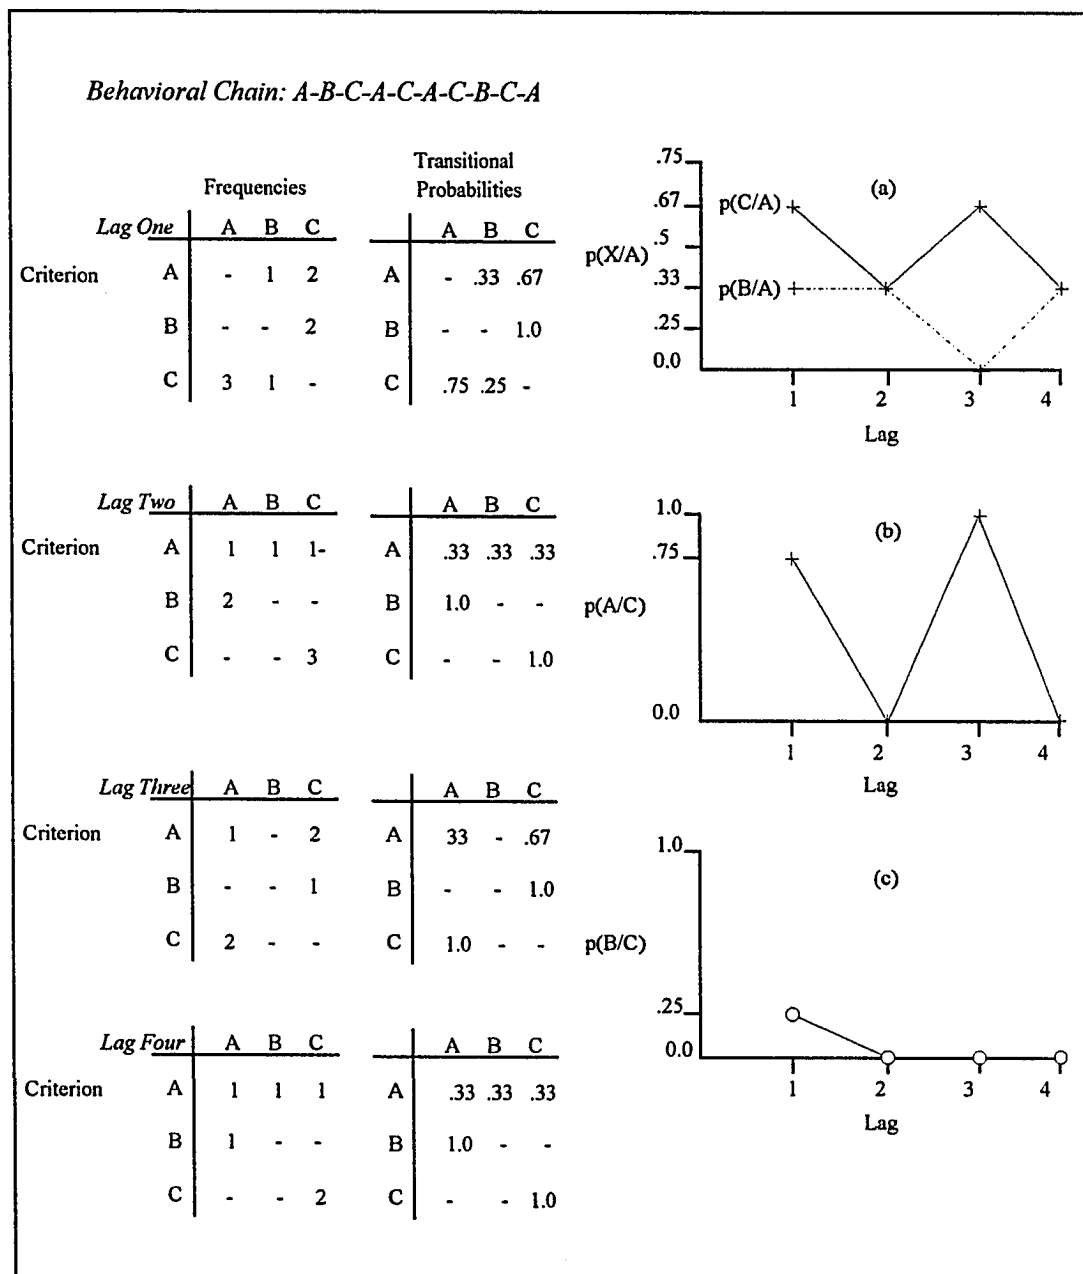 Behavioral Chain: A-B-C-A-C-A-C-B-C-A
Frequencies
Transitional
Probabilities
Lag One A B C
A B C
Criterion A - 1 2
A - .33 .67
B - - 2
B - - 1.0
C 3 1 -
C .75 .25 -
Lag Two A B C
A B C
Criterion A 1 1 1-
A .33 .33 .33
B 2 - -
B 1.0 - -
C - - 3
C - - 1.0
Lag Three A B C
A B C
Criterion A 1 - 2
A 33 - .67
B - - 1
B - - 1.0
C 2 - -
C 1.0 - -
Lag Four A B C
A B C
Criterion A 1 1 1
A .33 .33 .33
B 1 - -
B 1.0 - -
C - - 2
C - - 1.0
(a)
p(X/A)
.75
.67
.5
.33
.25
0.0
p(C/A)
p(B/A)
1 2 3 4
Lag
(b)
p(A/C)
1.0
.75
0.0
1 2 3 4
Lag
(c)
p(B/C)
1.0
.25
0.0
1 2 3 4
Lag